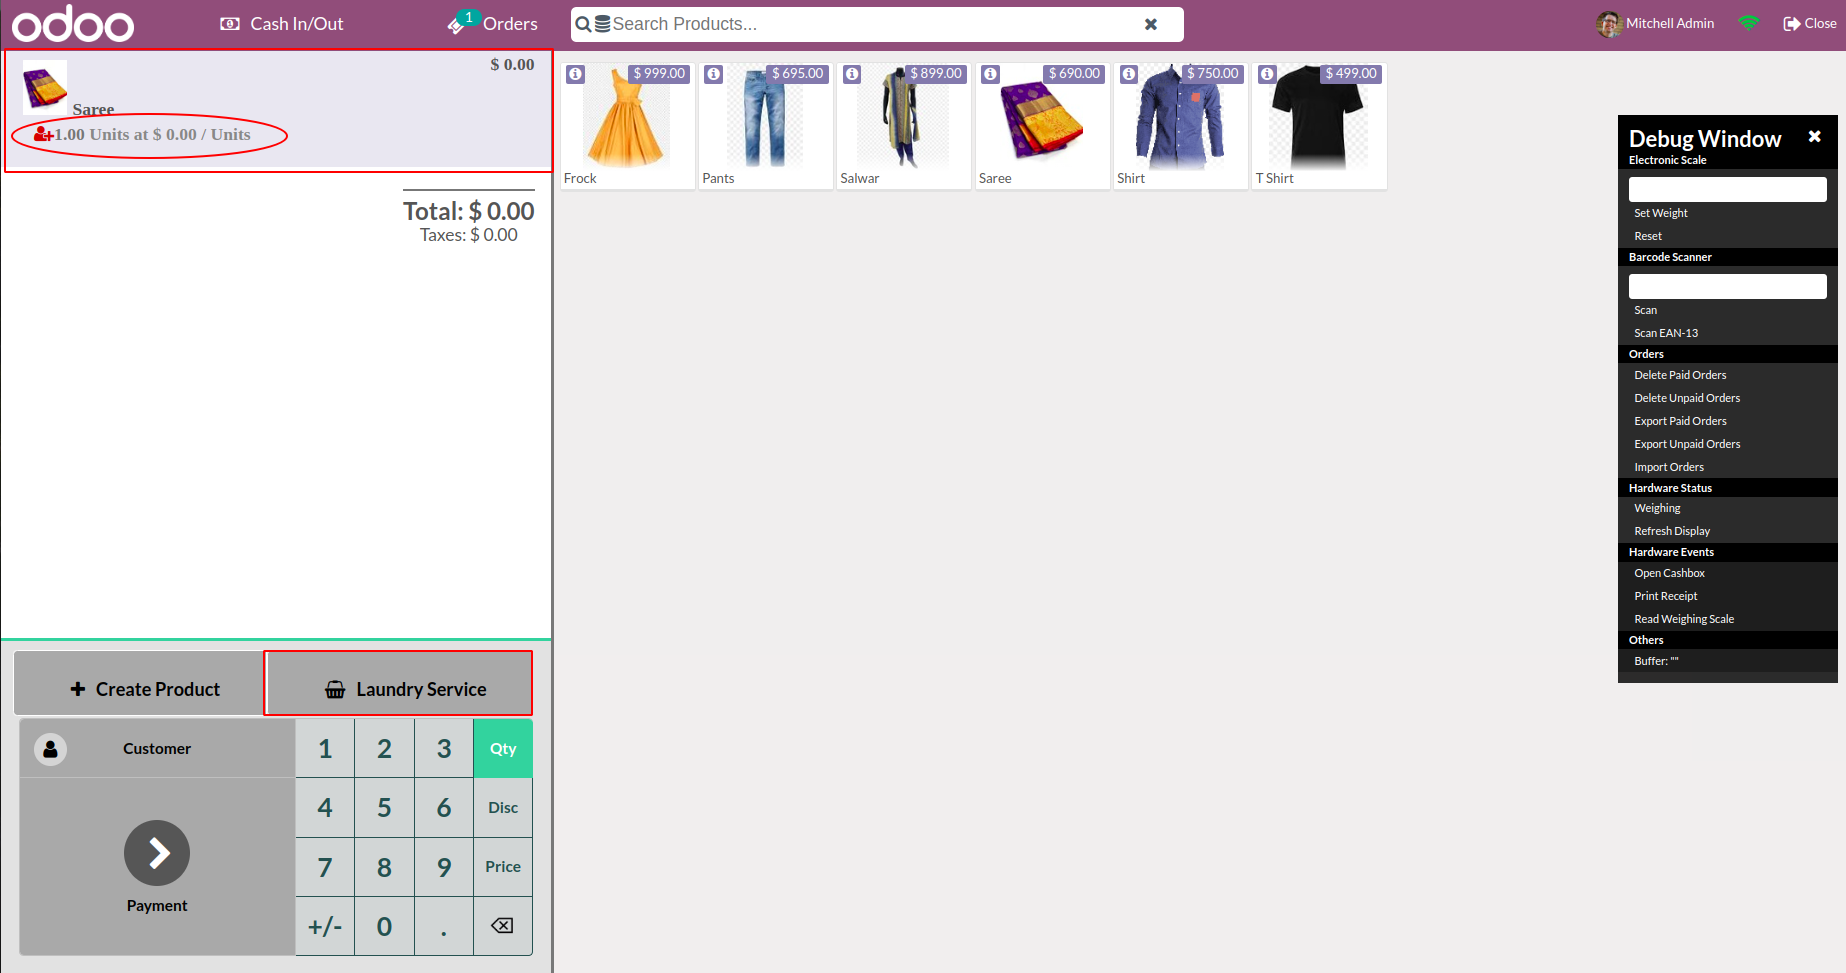 odoo
Cash In/Out
1
Orders
Search Products...
Mitchell Admin
Close
$ 0.00
Saree
1.00 Units at $ 0.00 / Units
Total: $ 0.00
Taxes: $ 0.00
$ 999.00
Frock
$ 695.00
Pants
$ 899.00
Salwar
$ 690.00
Saree
$ 750.00
Shirt
$ 499.00
T Shirt
Debug Window
Electronic Scale
Set Weight
Reset
Barcode Scanner
Scan
Scan EAN-13
Orders
Delete Paid Orders
Delete Unpaid Orders
Export Paid Orders
Export Unpaid Orders
Import Orders
Hardware Status
Weighing
Refresh Display
Hardware Events
Open Cashbox
Print Receipt
Read Weighing Scale
Others
Buffer: ""
Create Product
Laundry Service
Customer
Payment
1 2 3 Qty
4 5 6 Disc
7 8 9 Price
+/- 0 .